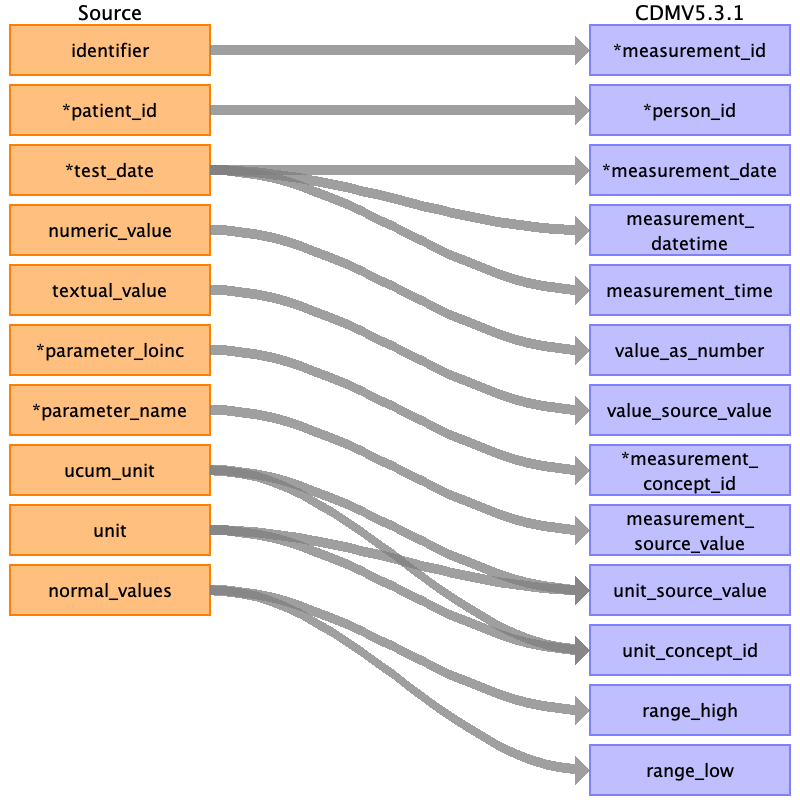 Source
CDMV5.3.1
identifier
*measurement_id
*patient_id
*person_id
*test_date
*measurement_date
numeric_value
measurement_
datetime
textual_value
measurement_time
*parameter_loinc
value_as_number
*parameter_name
value_source_value
ucum_unit
*measurement_
concept_id
unit
measurement_
source_value
normal_values
unit_source_value
unit_concept_id
range_high
range_low